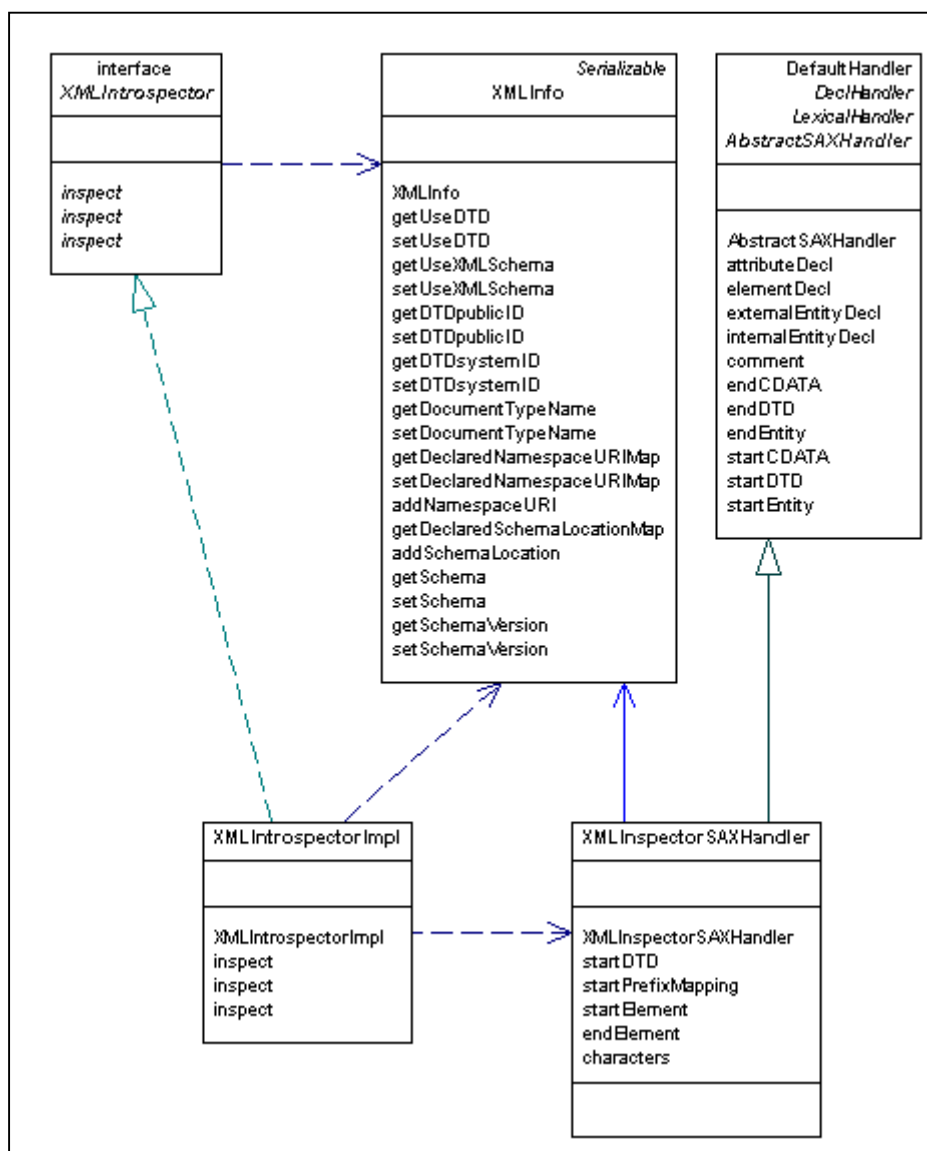 interface
XMLIntrospector
inspect
inspect
inspect
Serializable
XMLInfo
XMLInfo
getUseDTD
setUseDTD
getUseXMLSchema
setUseXMLSchema
getDTDpublicID
setDTDpublicID
getDTDsystemID
setDTDsystemID
getDocumentTypeName
setDocumentTypeName
getDeclaredNamespaceURIMap
setDeclaredNamespaceURIMap
addNamespaceURI
getDeclaredSchemaLocationMap
addSchemaLocation
getSchema
setSchema
getSchemaVersion
setSchemaVersion
DefaultHandler
DeclHandler
LexicalHandler
AbstractSAXHandler
AbstractSAXHandler
attributeDecl
elementDecl
externalEntityDecl
internalEntityDecl
comment
endCDATA
endDTD
endEntity
startCDATA
startDTD
startEntity
XMLIntrospectorImpl
XMLIntrospectorImpl
inspect
inspect
inspect
XMLInspectorSAXHandler
XMLInspectorSAXHandler
startDTD
startPrefixMapping
startElement
endElement
characters